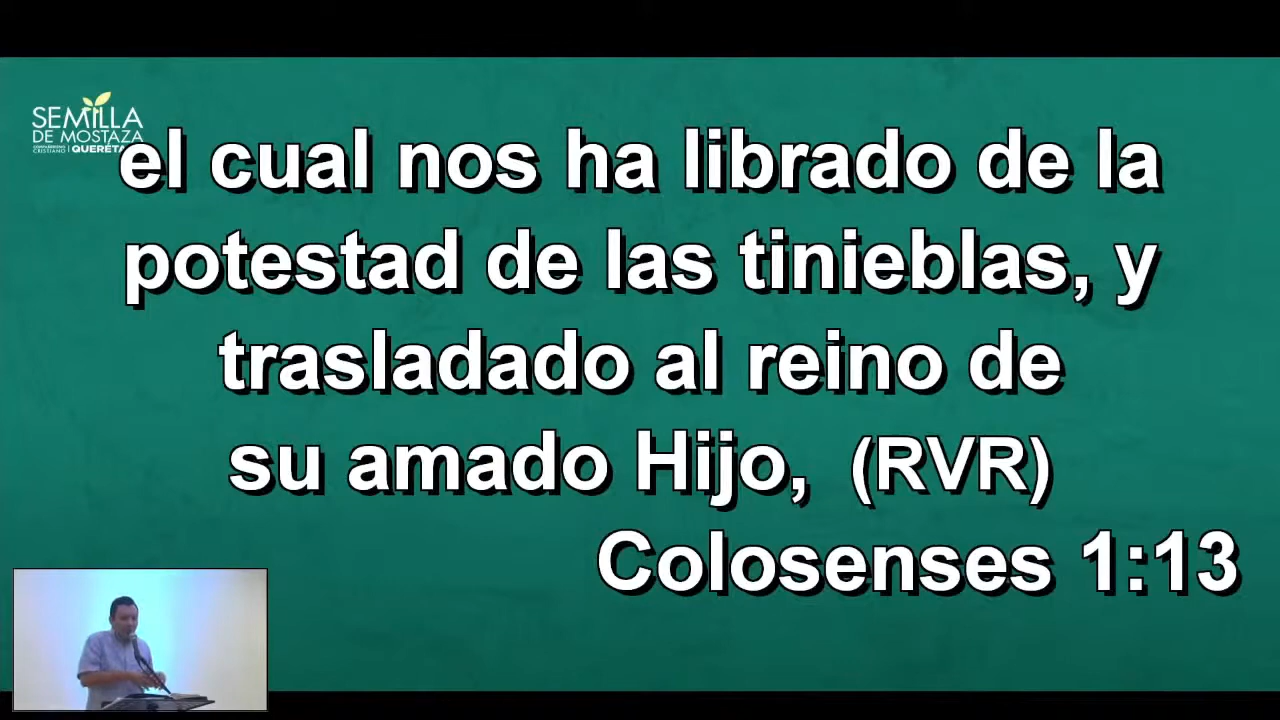 SEMILLA
DE MOSTAZA
CRISTIANO
el cual nos ha librado de la
potestad de las tinieblas, y
trasladado al reino de
su amado Hijo, (RVR)
Colosenses 1:13